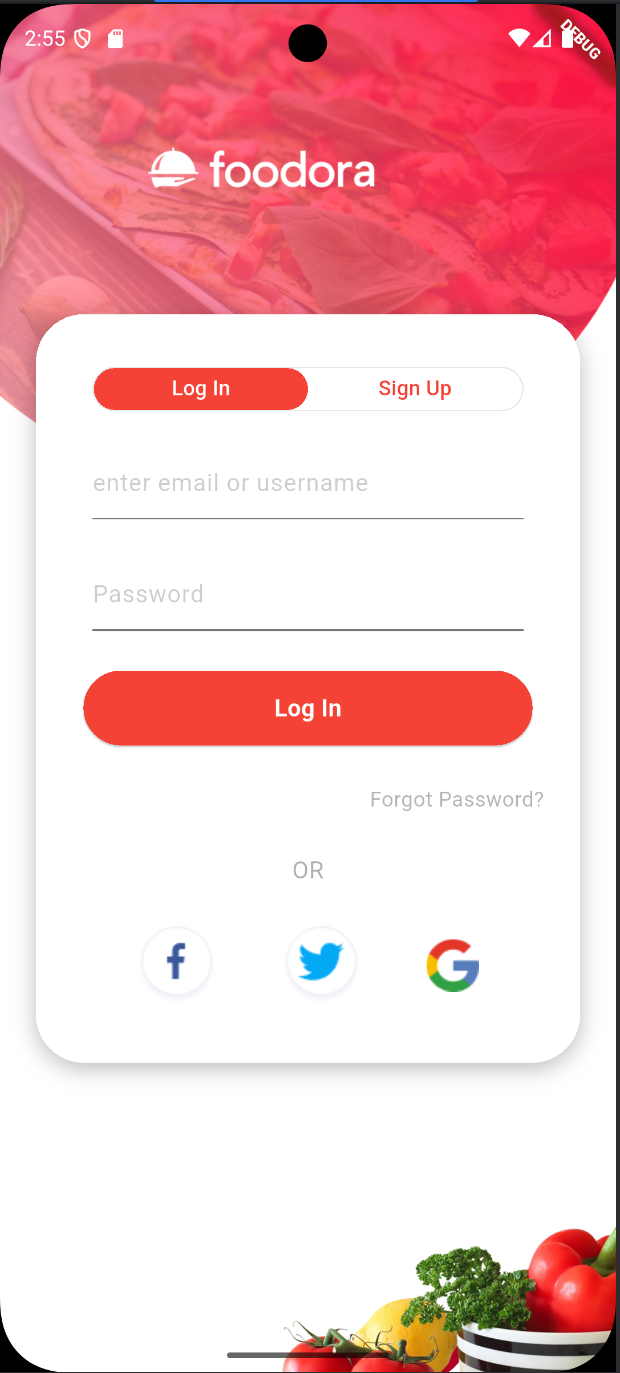 2:55
DEBUG
foodora
Log In
Sign Up
enter email or username
Password
Log In
Forgot Password?
OR